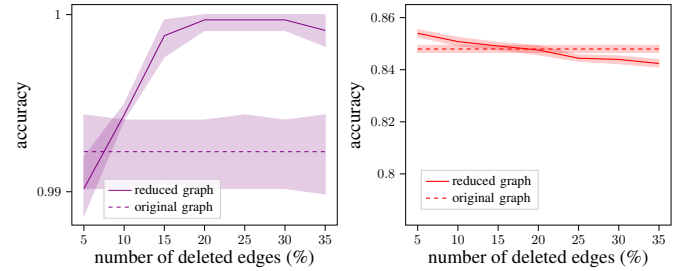 1
0.99
accuracy
reduced graph
original graph
5 10 15 20 25 30 35
number of deleted edges (%)
0.86
0.84
0.82
0.8
accuracy
reduced graph
original graph
5 10 15 20 25 30 35
number of deleted edges (%)